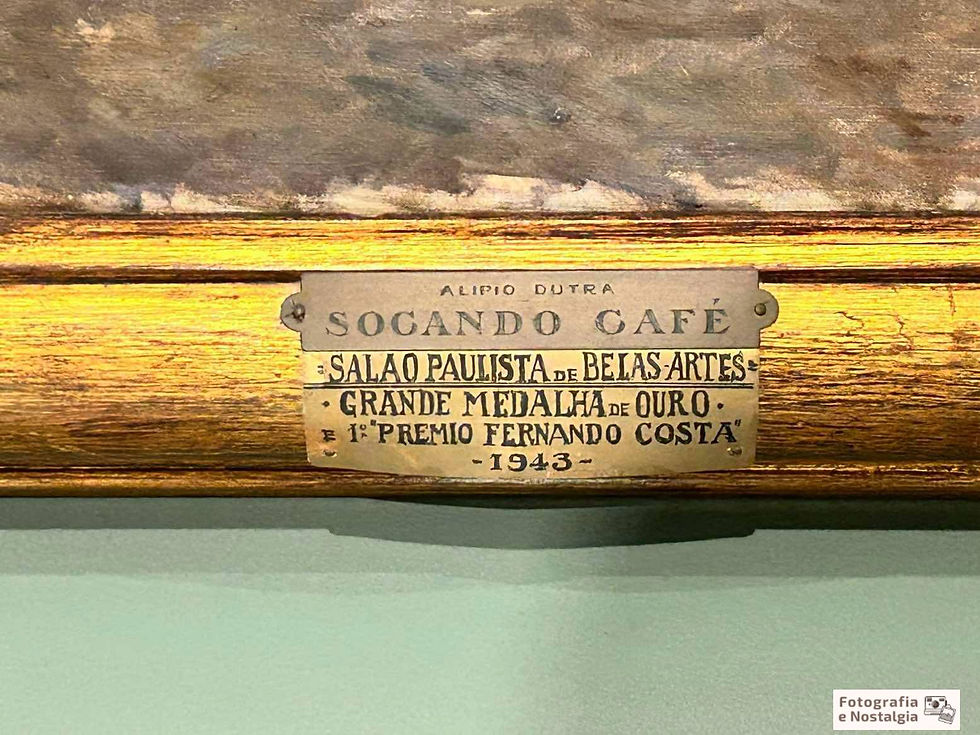 ALIPIO DUTRA
SOCANDO CAFÉ
SALAO PAULISTA DE BELAS-ARTES
· GRANDE MEDALHA DE OURO ·
E 1º "PREMIO FERNANDO COSTA"
-1943-
Fotografia
e Nostalgia